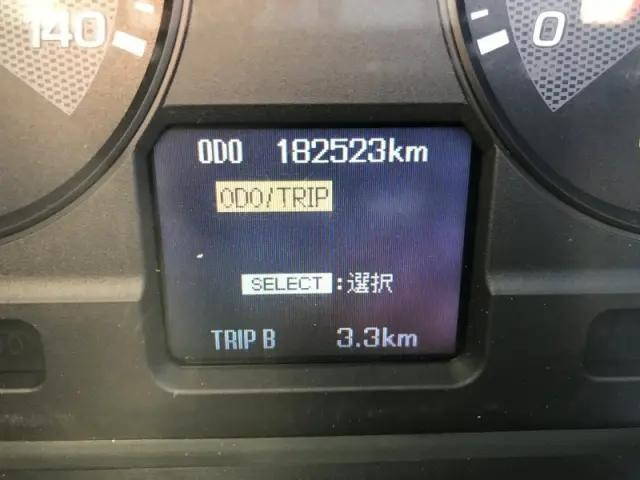 140
0
ODO 182523km
ODO/TRIP
SELECT :選択
TRIP B 3.3km